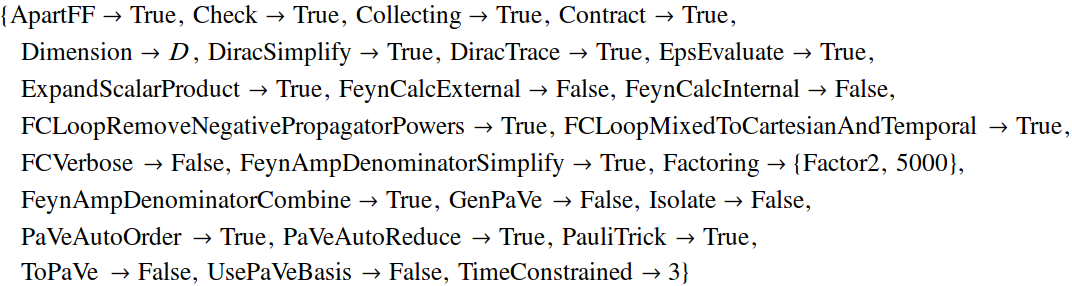 {ApartFF → True, Check → True, Collecting → True, Contract → True,
Dimension → D, DiracSimplify → True, DiracTrace → True, EpsEvaluate → True,
ExpandScalarProduct → True, FeynCalcExternal → False, FeynCalcInternal → False,
FCLoopRemoveNegativePropagatorPowers → True, FCLoopMixedToCartesianAndTemporal → True,
FCVerbose → False, FeynAmpDenominatorSimplify → True, Factoring → {Factor2, 5000},
FeynAmpDenominatorCombine → True, GenPaVe → False, Isolate → False,
PaVeAutoOrder → True, PaVeAutoReduce → True, PauliTrick → True,
ToPaVe → False, UsePaVeBasis → False, TimeConstrained → 3}